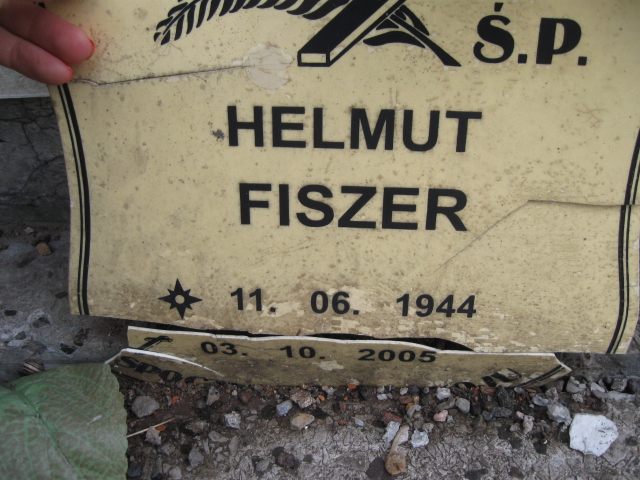 Ś.P.
HELMUT
FISZER
11. 06. 1944
03. 10. 2005